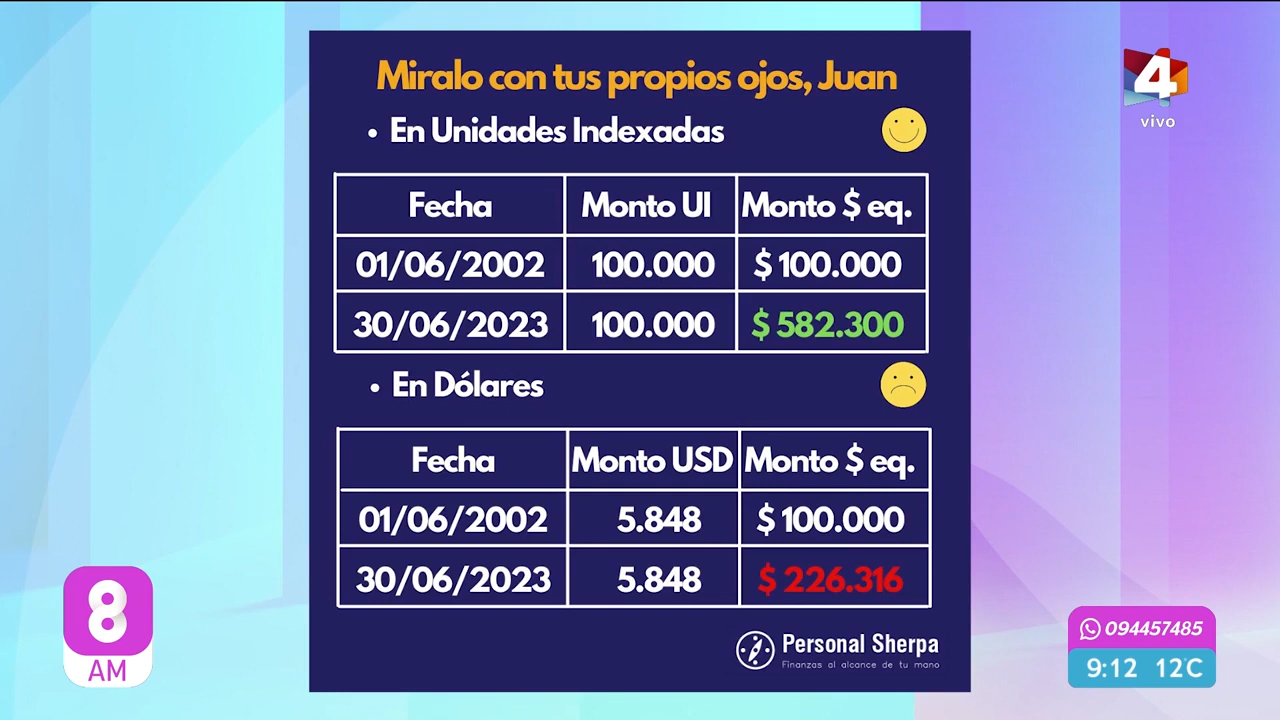 Miralo con tus propios ojos, Juan
• En Unidades Indexadas
Fecha Monto UI Monto $ eq.
01/06/2002 100.000 $ 100.000
30/06/2023 100.000 $ 582.300
• En Dólares
Fecha Monto USD Monto $ eq.
01/06/2002 5.848 $ 100.000
30/06/2023 5.848 $ 226.316
Personal Sherpa
Finanzas al alcance de tu mano
4
vivo
8
AM
094457485
9:12 12°C